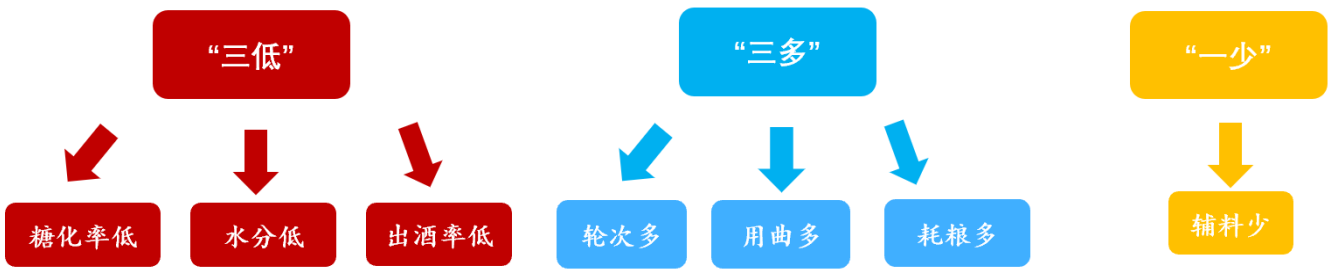 “三低”
“三多”
“一少”
糖化率低
水分低
出酒率低
轮次多
用曲多
耗粮多
辅料少